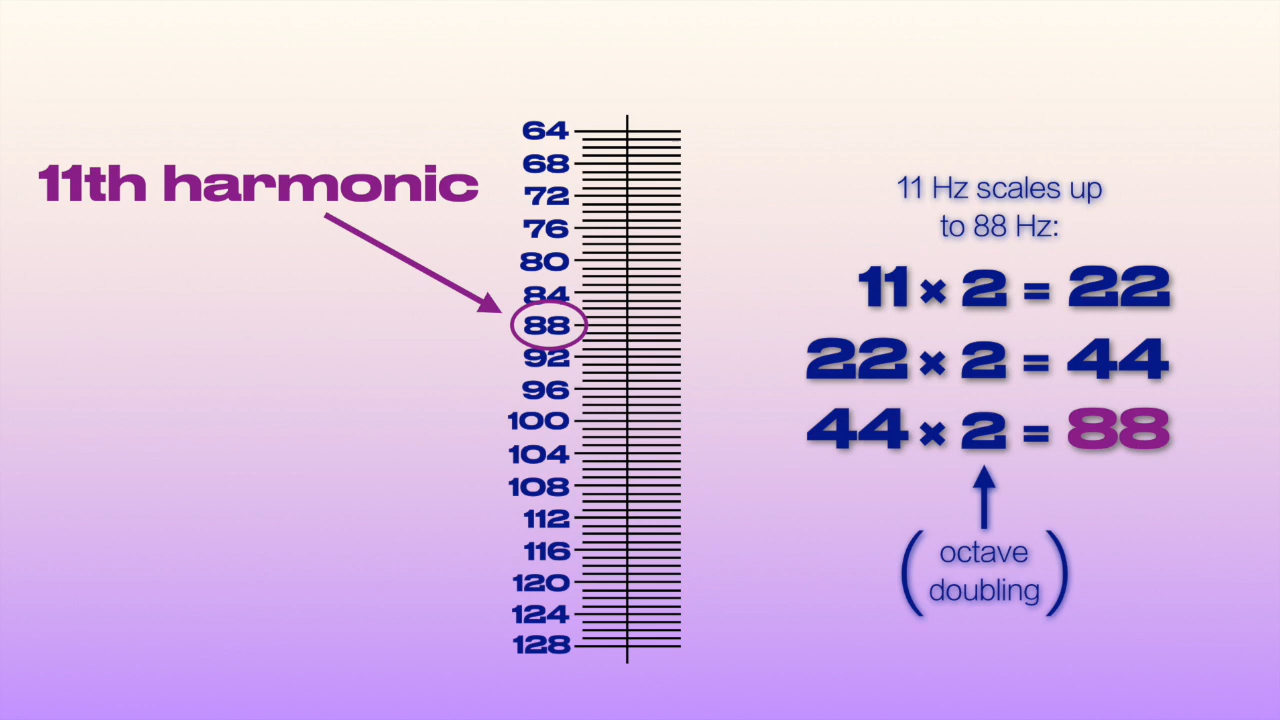 11th harmonic
64
68
72
76
80
84
88
92
96
100
104
108
112
116
120
124
128
11 Hz scales up
to 88 Hz:
11 × 2 = 22
22 × 2 = 44
44 × 2 = 88
(octave
doubling)